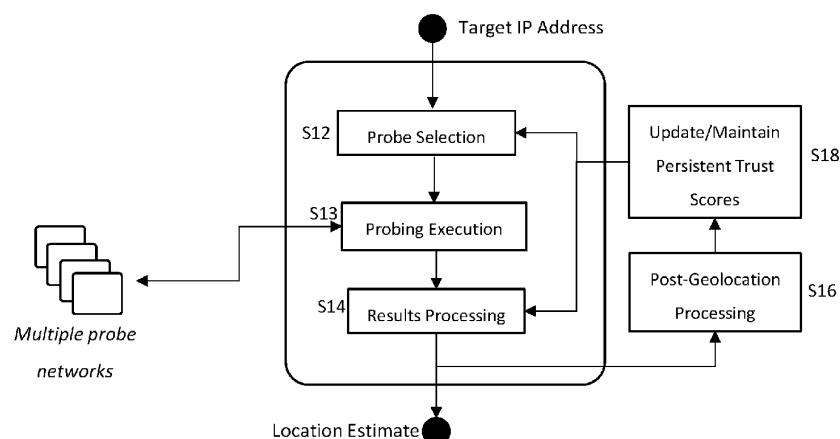 Target IP Address
S12
Probe Selection
Update/Maintain
Persistent Trust
Scores
S18
S13
Probing Execution
S14
Results Processing
Post-Geolocation
Processing
S16
Multiple probe
networks
Location Estimate